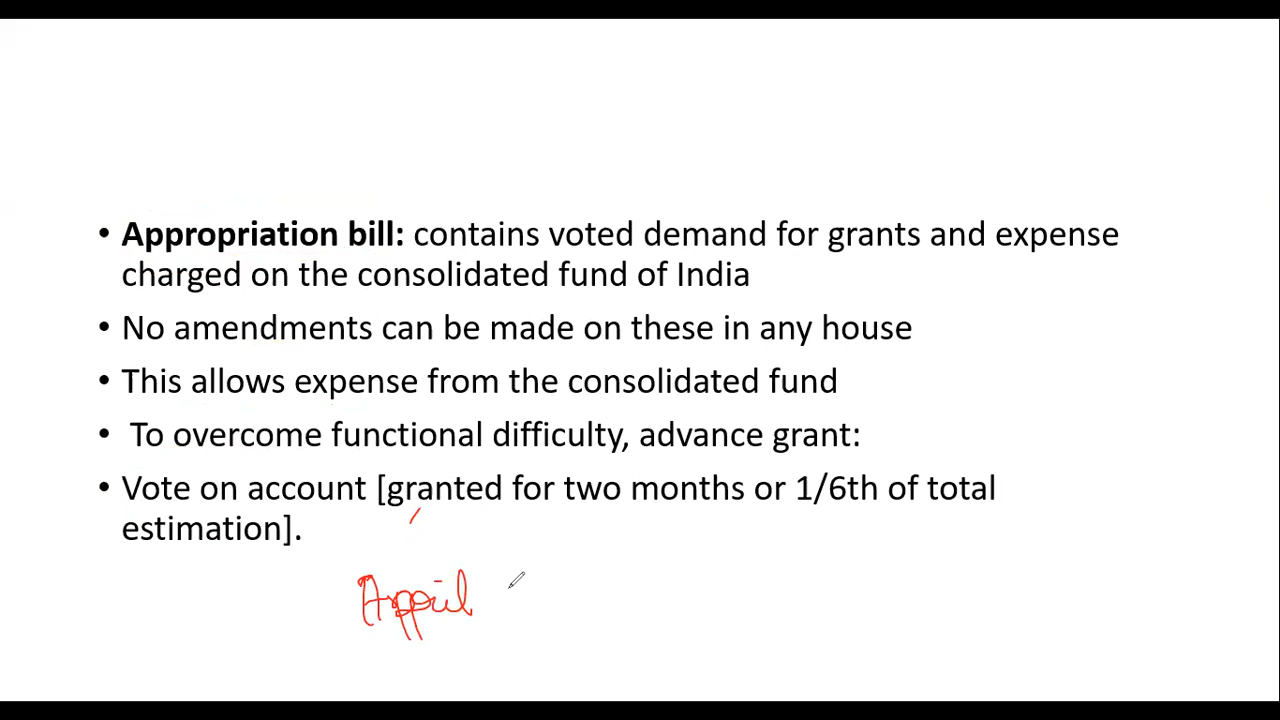 • Appropriation bill: contains voted demand for grants and expense
charged on the consolidated fund of India
• No amendments can be made on these in any house
• This allows expense from the consolidated fund
• To overcome functional difficulty, advance grant:
• Vote on account [granted for two months or 1/6th of total
estimation].